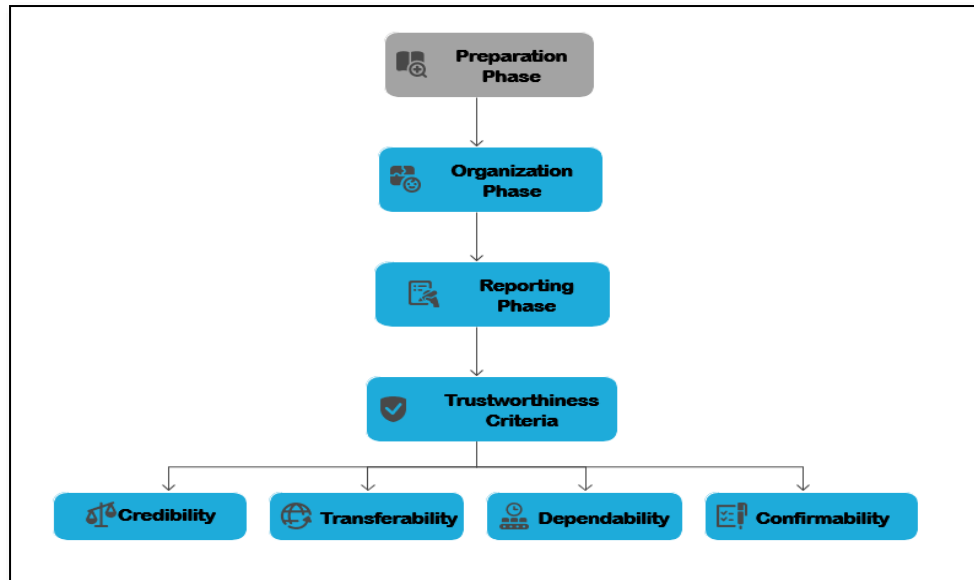 Preparation
Phase
Organization
Phase
Reporting
Phase
Trustworthiness
Criteria
Credibility
Transferability
Dependability
Confirmability